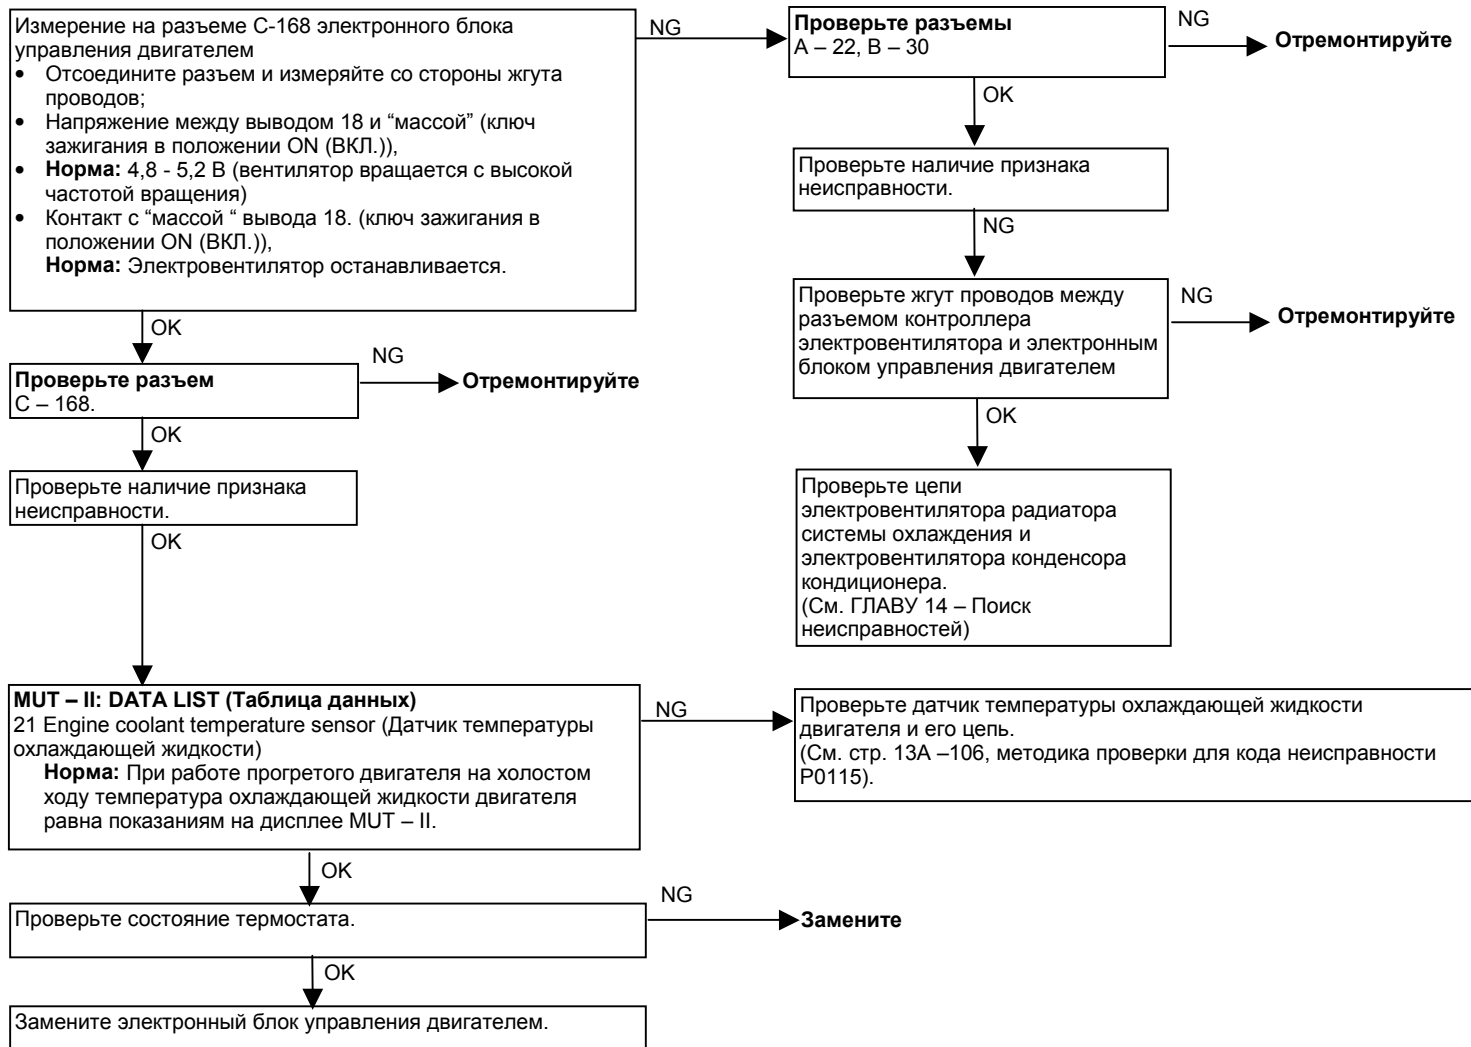 Измерение на разъеме С-168 электронного блока
управления двигателем
• Отсоедините разъем и измеряйте со стороны жгута
проводов;
• Напряжение между выводом 18 и “массой” (ключ
зажигания в положении ON (ВКЛ.)),
• Норма: 4,8 - 5,2 В (вентилятор вращается с высокой
частотой вращения)
• Контакт с “массой “ вывода 18. (ключ зажигания в
положении ON (ВКЛ.)),
Норма: Электровентилятор останавливается.
NG
Проверьте разъемы
А – 22, В – 30
NG
Отремонтируйте
OK
Проверьте наличие признака
неисправности.
NG
Проверьте жгут проводов между
разъемом контроллера
электровентилятора и электронным
блоком управления двигателем
NG
Отремонтируйте
OK
Проверьте цепи
электровентилятора радиатора
системы охлаждения и
электровентилятора конденсора
кондиционера.
(См. ГЛАВУ 14 – Поиск
неисправностей)
OK
Проверьте разъем
С – 168.
NG
Отремонтируйте
OK
Проверьте наличие признака
неисправности.
OK
MUT – II: DATA LIST (Таблица данных)
21 Engine coolant temperature sensor (Датчик температуры
охлаждающей жидкости)
Норма: При работе прогретого двигателя на холостом
ходу температура охлаждающей жидкости двигателя
равна показаниям на дисплее MUT – II.
NG
Проверьте датчик температуры охлаждающей жидкости
двигателя и его цепь.
(См. стр. 13А –106, методика проверки для кода неисправности
Р0115).
OK
Проверьте состояние термостата.
NG
Замените
OK
Замените электронный блок управления двигателем.